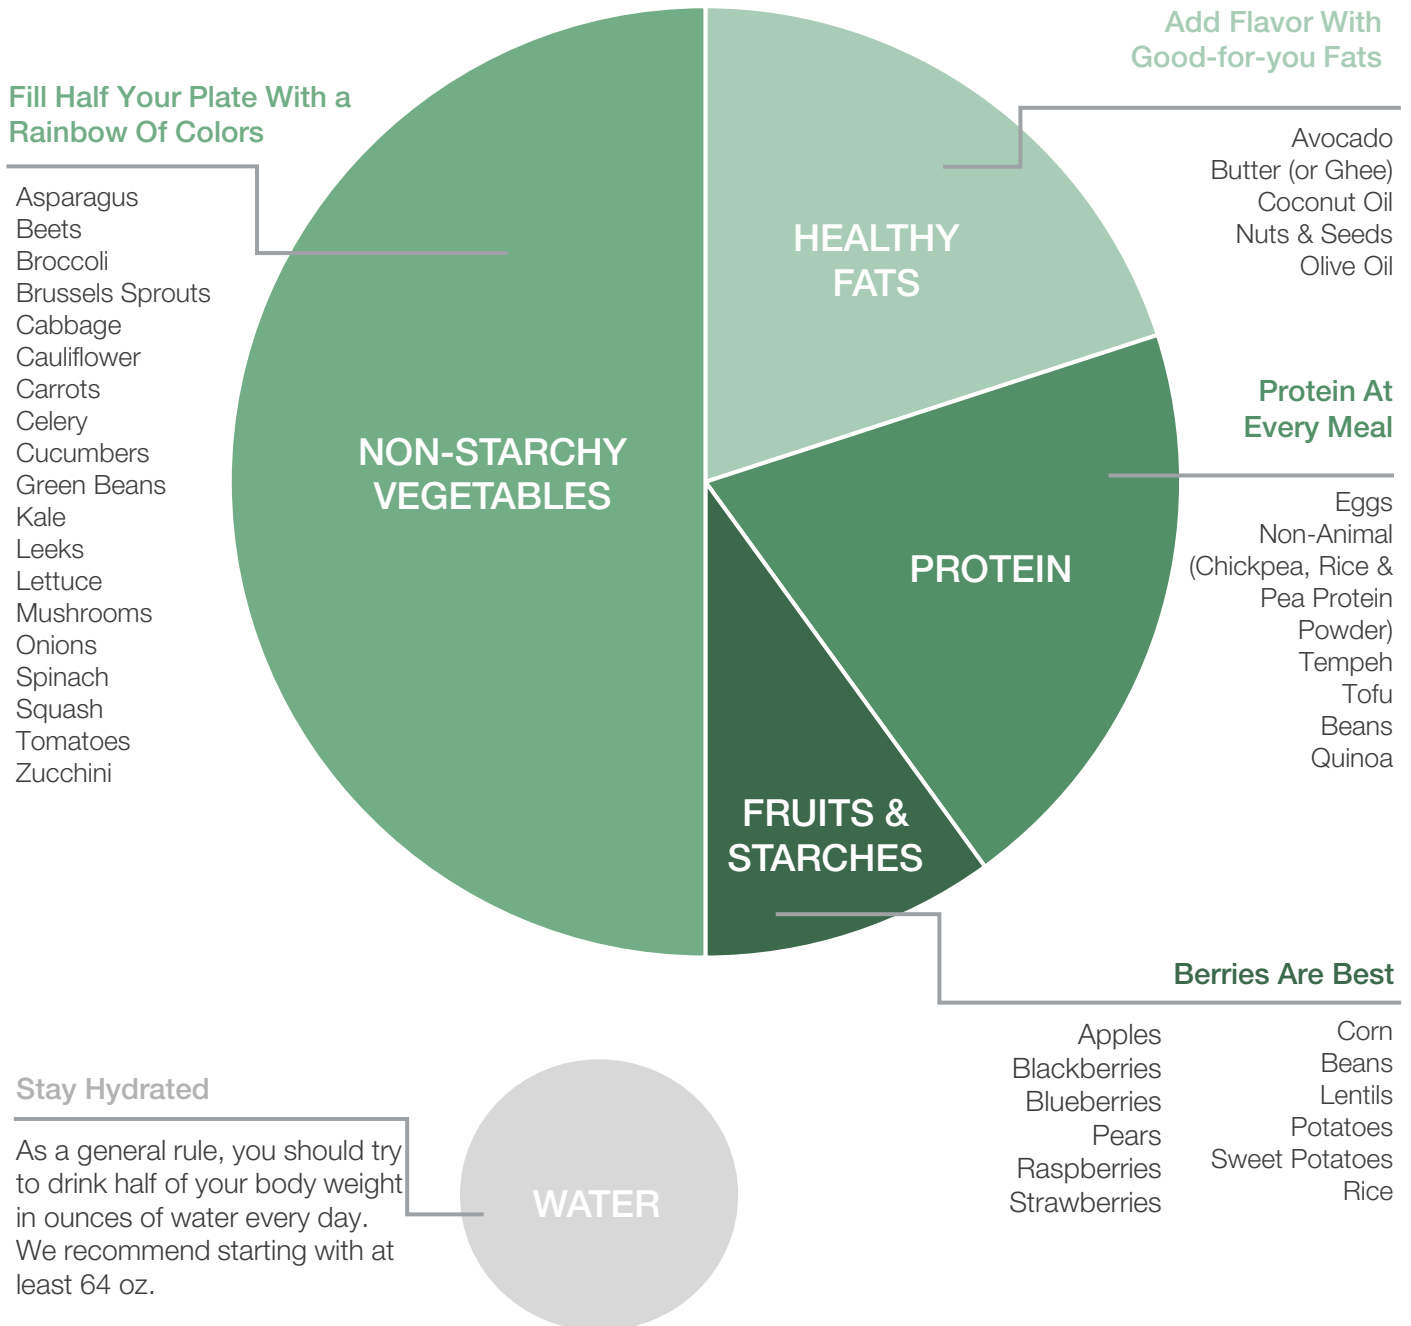 Fill Half Your Plate With a
Rainbow Of Colors
Asparagus
Beets
Broccoli
Brussels Sprouts
Cabbage
Cauliflower
Carrots
Celery
Cucumbers
Green Beans
Kale
Leeks
Lettuce
Mushrooms
Onions
Spinach
Squash
Tomatoes
Zucchini
NON-STARCHY
VEGETABLES
Add Flavor With
Good-for-you Fats
Avocado
Butter (or Ghee)
Coconut Oil
Nuts & Seeds
Olive Oil
HEALTHY
FATS
Protein At
Every Meal
Eggs
Non-Animal
(Chickpea, Rice &
Pea Protein
Powder)
Tempeh
Tofu
Beans
Quinoa
PROTEIN
FRUITS &
STARCHES
Berries Are Best
Apples
Blackberries
Blueberries
Pears
Raspberries
Strawberries
Corn
Beans
Lentils
Potatoes
Sweet Potatoes
Rice
Stay Hydrated
As a general rule, you should try
to drink half of your body weight
in ounces of water every day.
We recommend starting with at
least 64 oz.
WATER